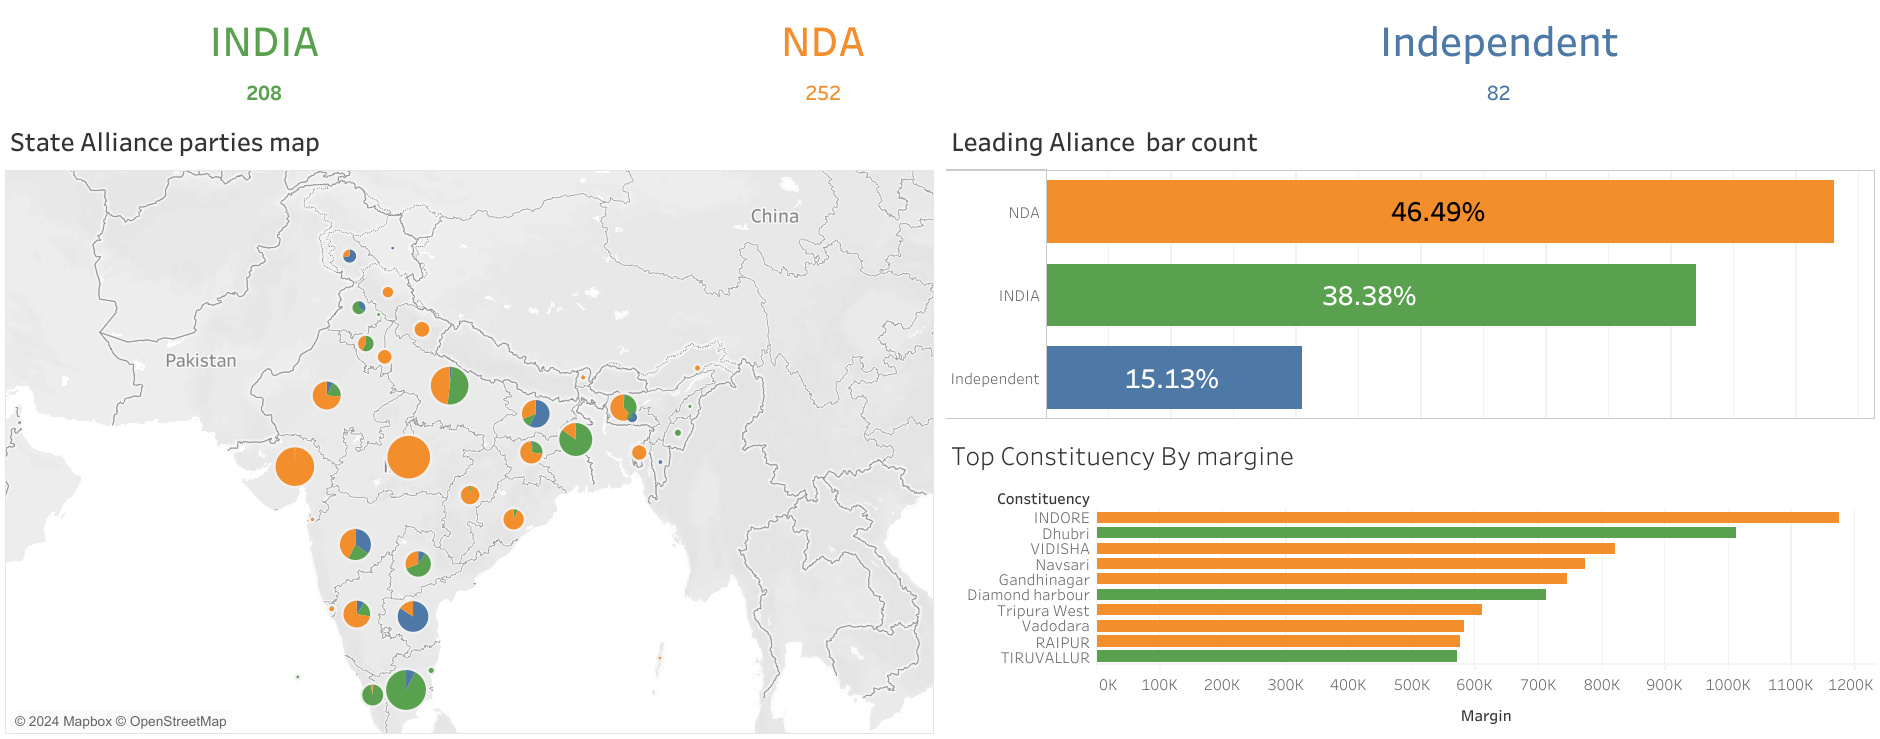 INDIA
208
NDA
252
Independent
82
State Alliance parties map
China
Pakistan
© 2024 Mapbox © OpenStreetMap
Leading Aliance  bar count
NDA
46.49%
INDIA
38.38%
Independent
15.13%
Top Constituency By margine
Constituency
INDORE
Dhubri
VIDISHA
Navsari
Gandhinagar
Diamond harbour
Tripura West
Vadodara
RAIPUR
TIRUVALLUR
0K 100K 200K 300K 400K 500K 600K 700K 800K 900K 1000K 1100K 1200K
Margin